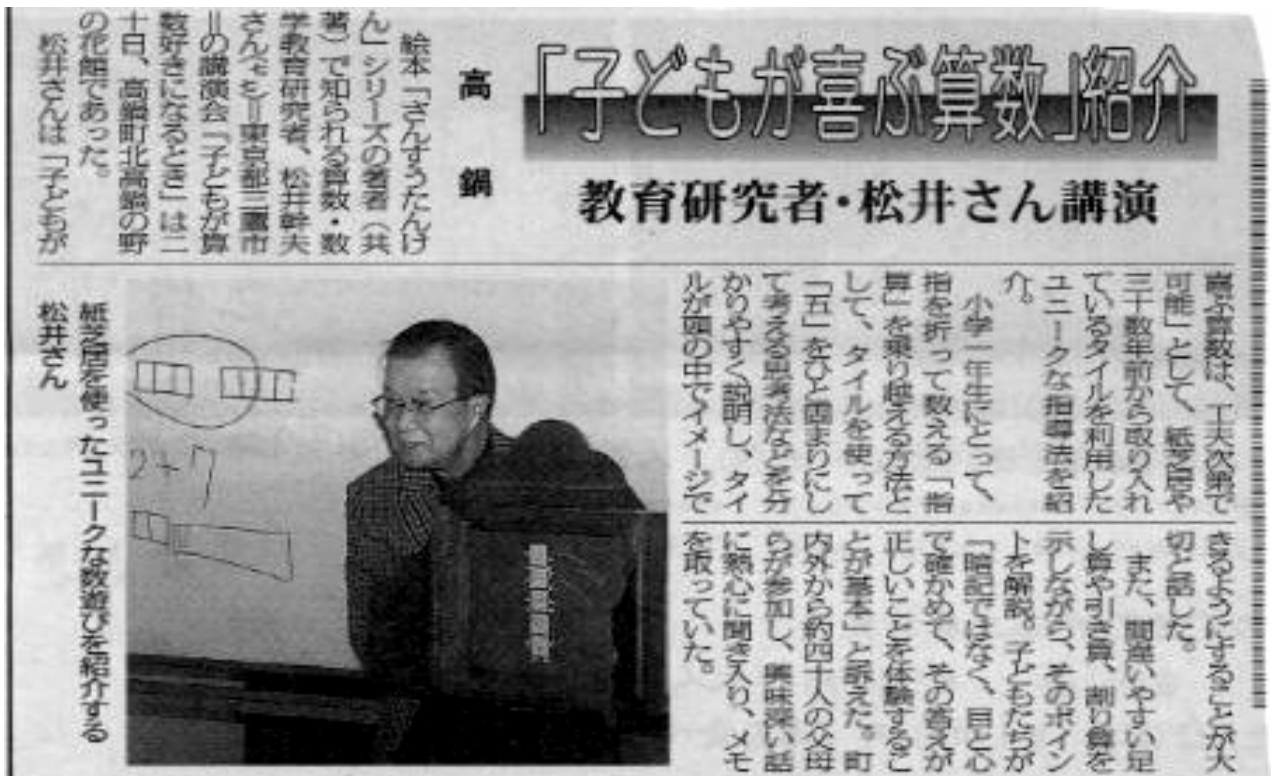 「子どもが喜ぶ算数」紹介
教育研究者・松井さん講演
高鍋
絵本「さんすうたんけ
ん」シリーズの著者（共
著）で知られる算数・数
学教育研究者、松井幹夫
さん＝東京都三鷹市
＝の講演会「子どもが算
数好きになるとき」は二
十日、高鍋町北高鍋の野
の花館であった。
松井さんは「子どもが
喜ぶ算数は、工夫次第で
可能」として、紙芝居や
三十数年前から取り入れ
ているタイルを利用した
ユニークな指導法を紹
介。
小学一年生にとって、
指を折って数える「指
算」を乗り越える方法と
して、タイルを使って
「五」をひと固まりにし
て考える思考法などを分
かりやすく説明し、タイ
ルが頭の中でイメージで
きるようにすることが大
切と話した。
また、間違いやすい足
し算や引き算、割り算を
示しながら、そのポイン
トを解説。子どもたちが
「暗記ではなく、目と心
で確かめて、その答えが
正しいことを体験するこ
とが基本」と訴えた。町
内外から約四十人の父母
らが参加し、興味深い話
に熱心に聞き入り、メモ
を取っていた。
2+7
紙芝居を使ったユニークな数遊びを紹介する
松井さん